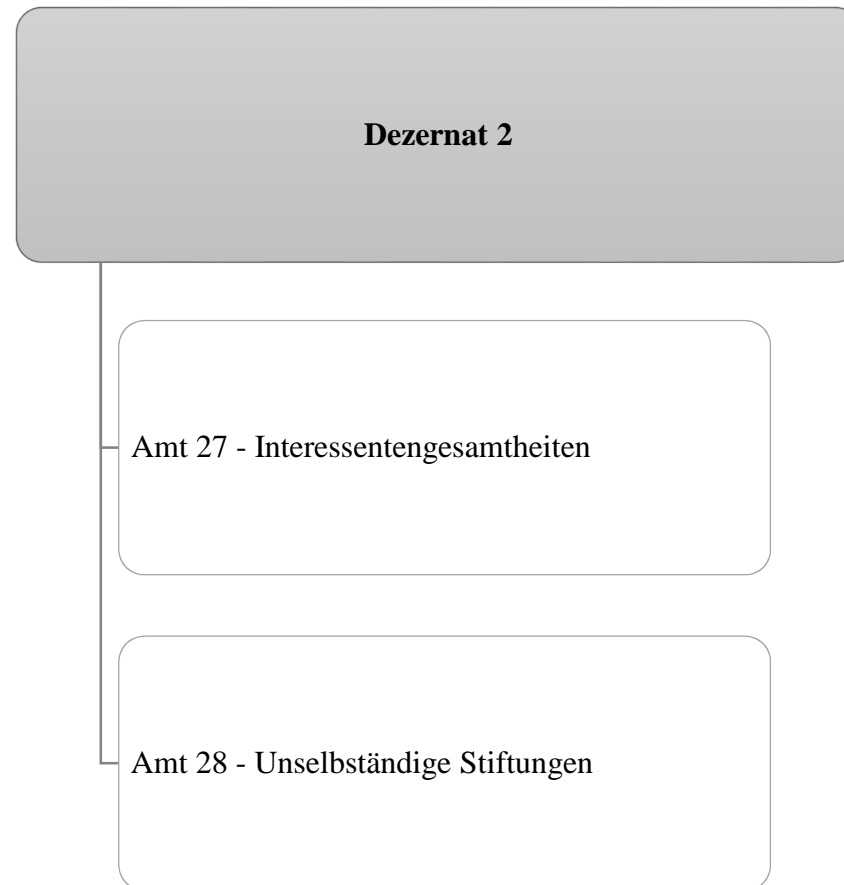 Dezernat 2
Amt 27 - Interessentengesamtheiten
Amt 28 - Unselbständige Stiftungen